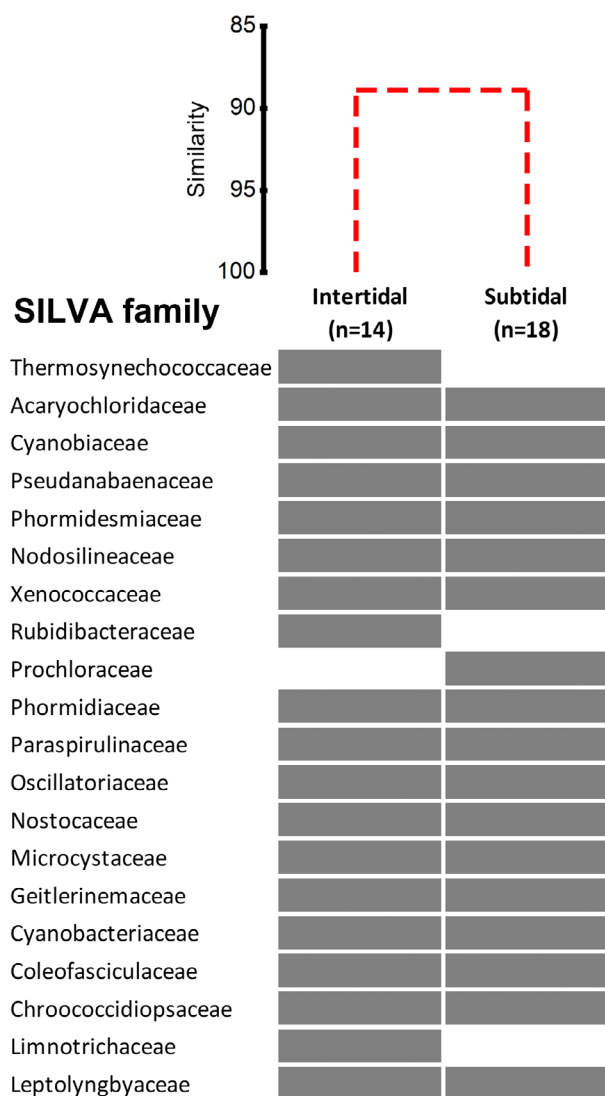 85
90
95
100
Similarity
Intertidal Subtidal
SILVA family
(n=14) (n=18)
Thermosynechococcaceae
Acaryochloridaceae
Cyanobiaceae
Pseudanabaenaceae
Phormidesmiaceae
Nodosilineaceae
Xenococcaceae
Rubidibacteraceae
Prochloraceae
Phormidiaceae
Paraspirulinaceae
Oscillatoriaceae
Nostocaceae
Microcystaceae
Geitlerinemaceae
Cyanobacteriaceae
Coleofasciculaceae
Chroococcidiopsaceae
Limnotrichaceae
Leptolyngbyaceae